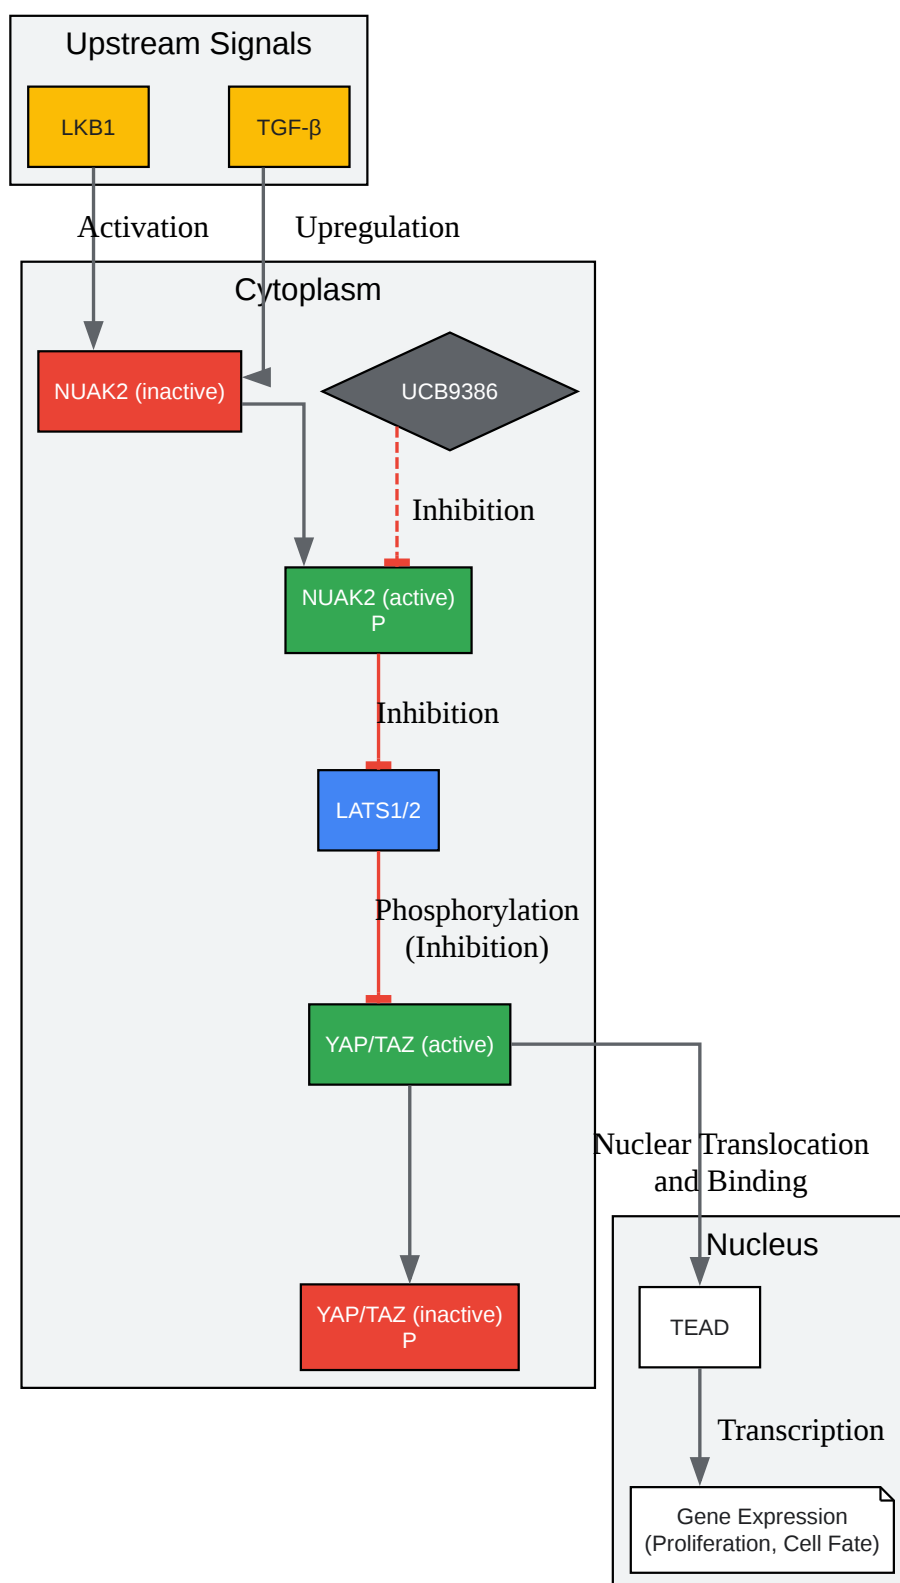 Upstream Signals
LKB1
TGF-β
Activation
Upregulation
Cytoplasm
NUAK2 (inactive)
UCB9386
Inhibition
NUAK2 (active)
P
Inhibition
LATS1/2
Phosphorylation
(Inhibition)
YAP/TAZ (active)
Nuclear Translocation
and Binding
Nucleus
YAP/TAZ (inactive)
P
TEAD
Transcription
Gene Expression
(Proliferation, Cell Fate)